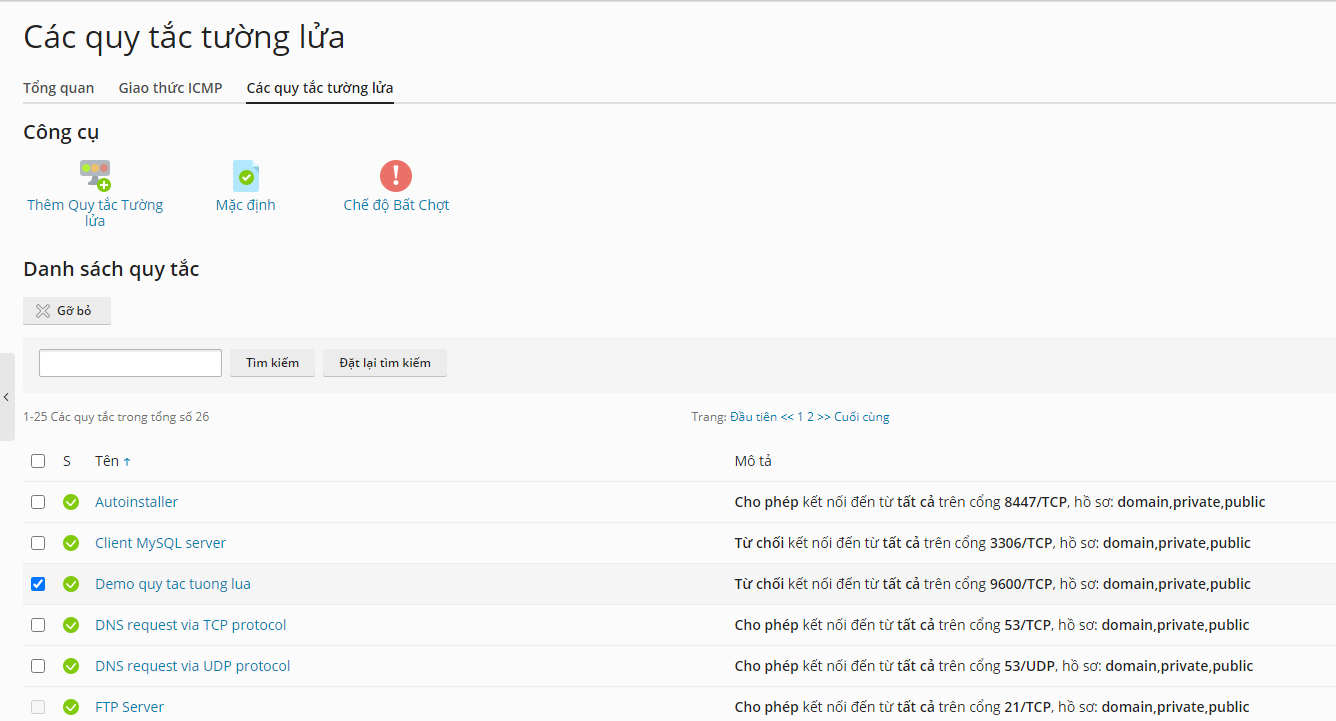 Các quy tắc tường lửa
Tổng quan Giao thức ICMP Các quy tắc tường lửa
Công cụ
Thêm Quy tắc Tường lửa
Mặc định
Chế độ Bất Chợt
Danh sách quy tắc
Gỡ bỏ
Tìm kiếm Đặt lại tìm kiếm
1-25 Các quy tắc trong tổng số 26 Trang: Đầu tiên << 1 2 >> Cuối cùng
S Tên ↑ Mô tả
Autoinstaller Cho phép kết nối đến từ tất cả trên cổng 8447/TCP, hồ sơ: domain,private,public
Client MySQL server Từ chối kết nối đến từ tất cả trên cổng 3306/TCP, hồ sơ: domain,private,public
Demo quy tac tuong lua Từ chối kết nối đến từ tất cả trên cổng 9600/TCP, hồ sơ: domain,private,public
DNS request via TCP protocol Cho phép kết nối đến từ tất cả trên cổng 53/TCP, hồ sơ: domain,private,public
DNS request via UDP protocol Cho phép kết nối đến từ tất cả trên cổng 53/UDP, hồ sơ: domain,private,public
FTP Server Cho phép kết nối đến từ tất cả trên cổng 21/TCP, hồ sơ: domain,private,public